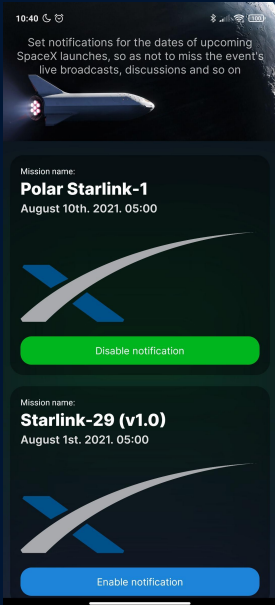 10:40
100
Set notifications for the dates of upcoming
SpaceX launches, so as not to miss the event's
live broadcasts, discussions and so on
Mission name:
Polar Starlink-1
August 10th. 2021. 05:00
Disable notification
Mission name:
Starlink-29 (v1.0)
August 1st. 2021. 05:00
Enable notification